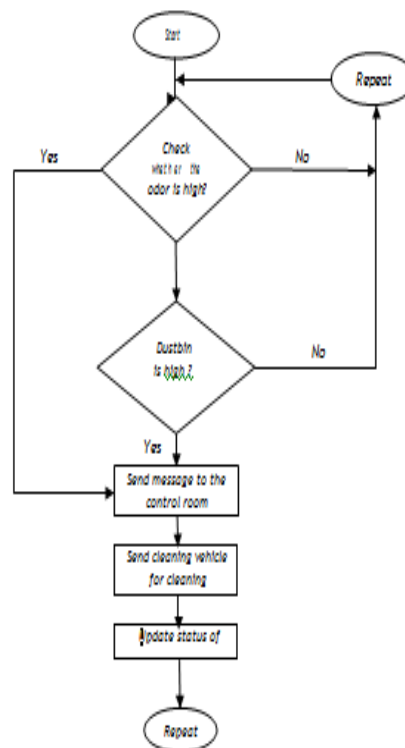 Start
Repeat
Check
whether the
odor is high?
Yes
No
Dustbin
is high ?
No
Yes
Send message to the
control room
Send cleaning vehicle
for cleaning
Update status of
Repeat